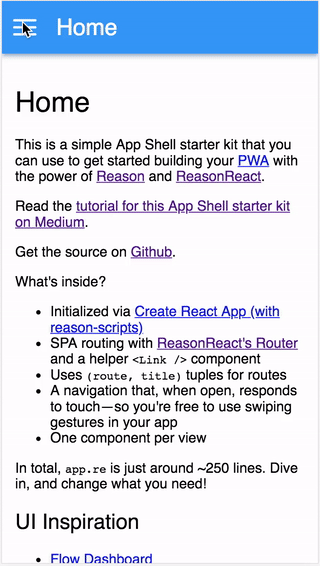 Home
Home
This is a simple App Shell starter kit that you
can use to get started building your PWA with
the power of Reason and ReasonReact.
Read the tutorial for this App Shell starter kit
on Medium.
Get the source on Github.
What's inside?
• Initialized via Create React App (with
reason-scripts)
• SPA routing with ReasonReact's Router
and a helper <Link /> component
• Uses (route, title) tuples for routes
• A navigation that, when open, responds
to touch—so you're free to use swiping
gestures in your app
• One component per view
In total, app.re is just around ~250 lines. Dive
in, and change what you need!
UI Inspiration
• Flow Dashboard